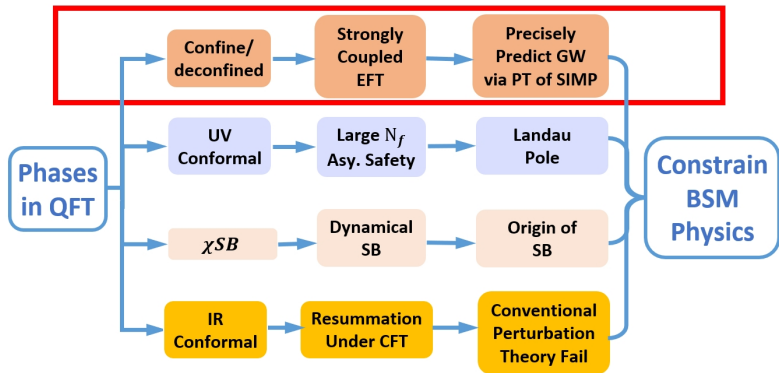 Phases
in QFT
Confine/
deconfined
Strongly
Coupled
EFT
Precisely
Predict GW
via PT of SIMP
UV
Conformal
Large N_f
Asy. Safety
Landau
Pole
χSB
Dynamical
SB
Origin of
SB
IR
Conformal
Resummation
Under CFT
Conventional
Perturbation
Theory Fail
Constrain
BSM
Physics